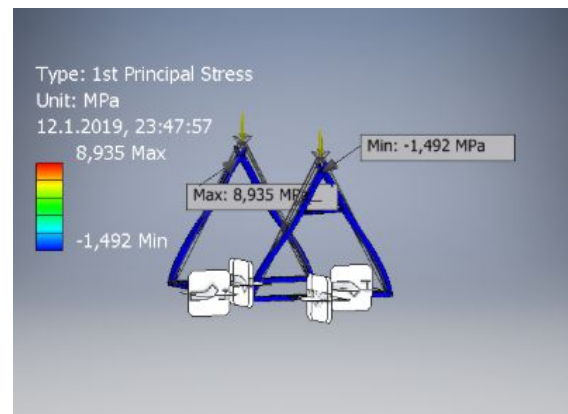 Type: 1st Principal Stress
Unit: MPa
12.1.2019, 23:47:57
8,935 Max
Min: -1,492 MPa
Max: 8,935 MPa
-1,492 Min